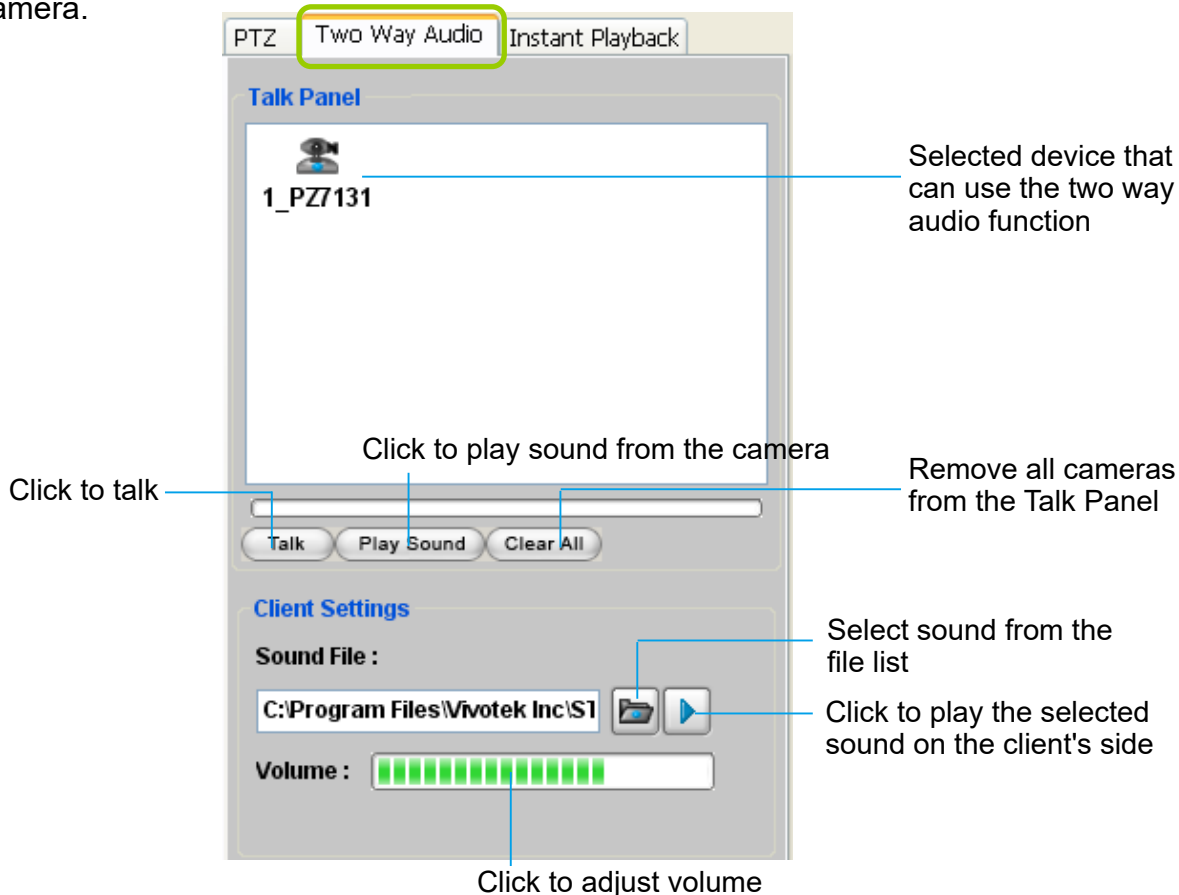 amera.
PTZ Two Way Audio Instant Playback
Talk Panel
1_PZ7131
Selected device that
can use the two way
audio function
Click to play sound from the camera
Click to talk
Remove all cameras
from the Talk Panel
Talk Play Sound Clear All
Client Settings
Sound File :
Select sound from the
file list
C:\Program Files\Vivotek Inc\ST
Click to play the selected
sound on the client's side
Volume :
Click to adjust volume